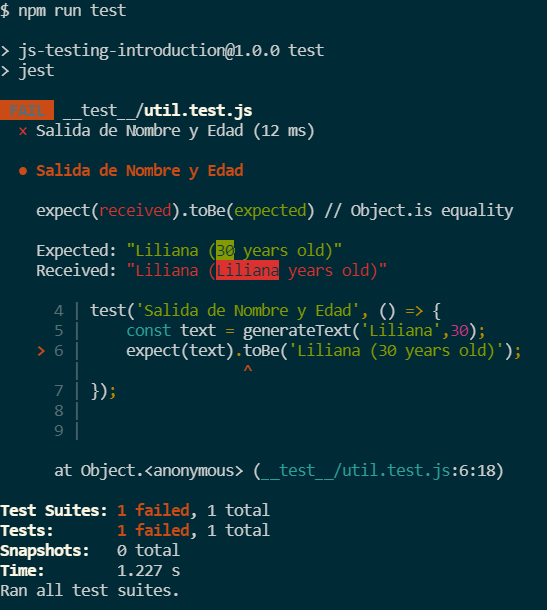 $ npm run test
> js-testing-introduction@1.0.0 test
> jest
FAIL __test__/util.test.js
× Salida de Nombre y Edad (12 ms)
● Salida de Nombre y Edad
expect(received).toBe(expected) // Object.is equality
Expected: "Liliana (30 years old)"
Received: "Liliana (Liliana years old)"
4 | test('Salida de Nombre y Edad', () => {
5 | const text = generateText('Liliana',30);
> 6 | expect(text).toBe('Liliana (30 years old)');
| ^
7 | });
8 |
9 |
at Object.<anonymous> (__test__/util.test.js:6:18)
Test Suites: 1 failed, 1 total
Tests: 1 failed, 1 total
Snapshots: 0 total
Time: 1.227 s
Ran all test suites.